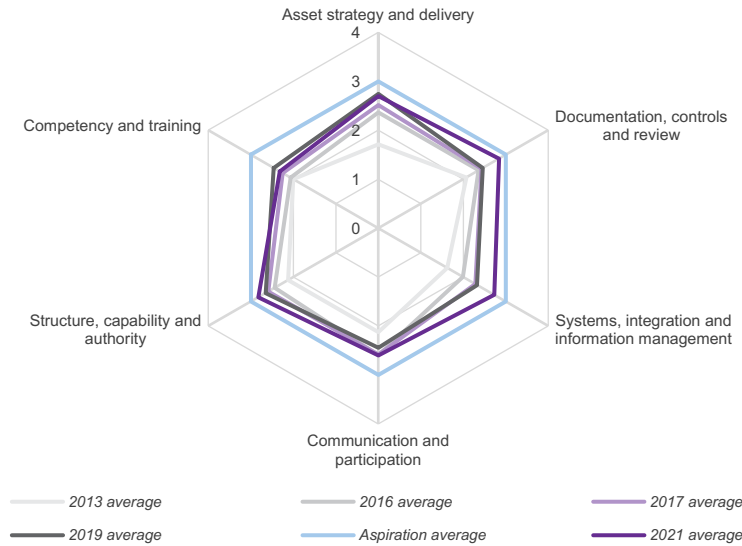 Asset strategy and delivery
4
3
2
1
0
Documentation, controls
and review
Competency and training
Systems, integration and
information management
Structure, capability and
authority
Communication and
participation
2013 average
2016 average
2017 average
2019 average
Aspiration average
2021 average